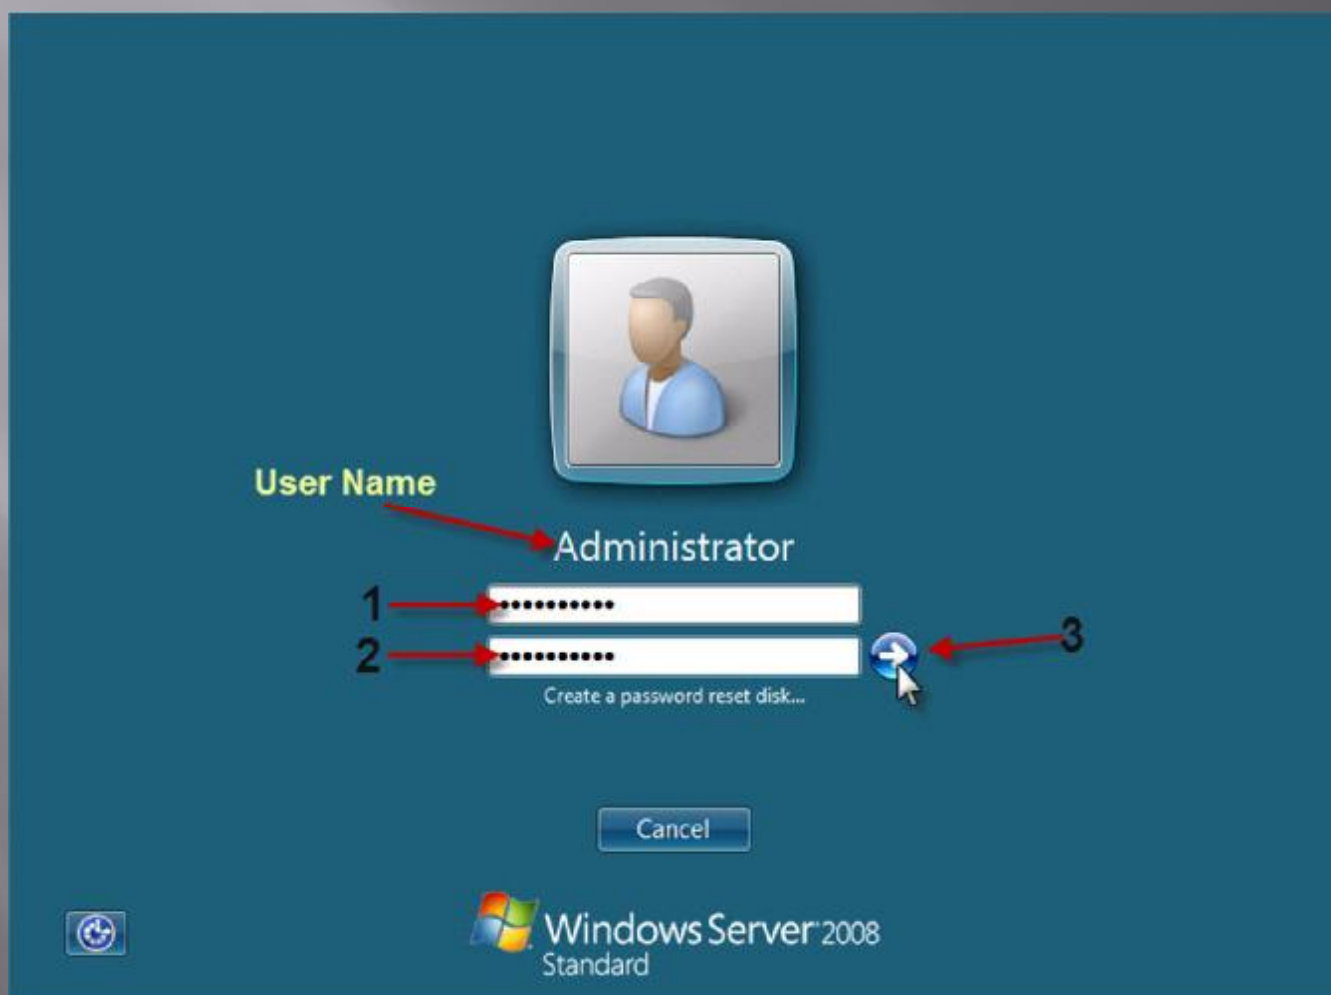 User Name
Administrator
1 ••••••••••
2 ••••••••••
3
Create a password reset disk...
Cancel
Windows Server 2008
Standard